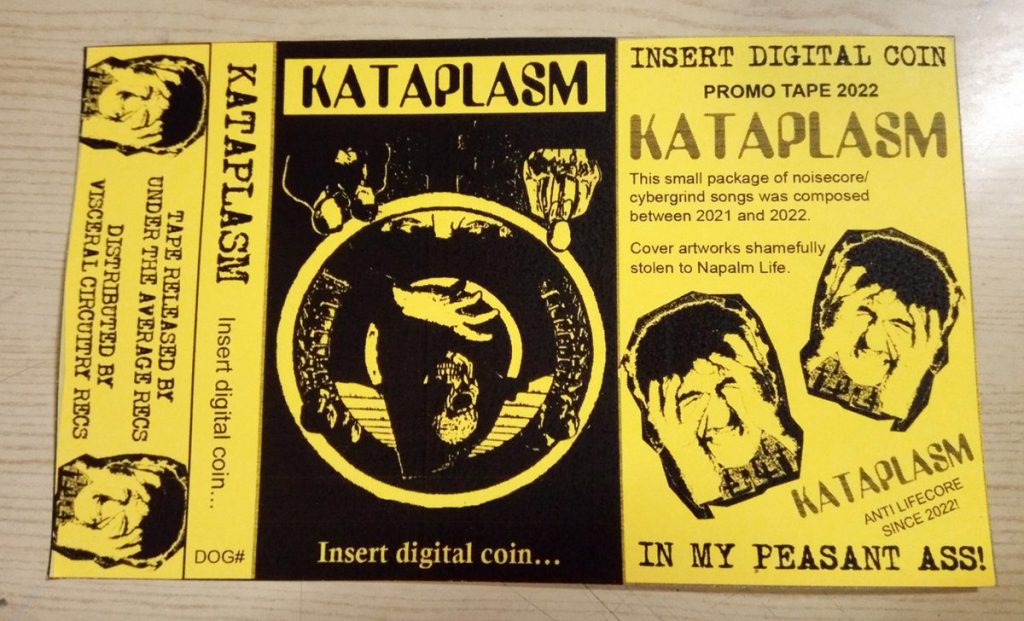 TAPE RELEASED BY
UNDER THE AVERAGE RECS
DISTRIBUTED BY
VISCERAL CIRCUITRY RECS
KATAPLASM
Insert digital coin...
DOG#
KATAPLASM
Insert digital coin...
INSERT DIGITAL COIN
PROMO TAPE 2022
KATAPLASM
This small package of noisecore/
cybergrind songs was composed
between 2021 and 2022.
Cover artworks shamefully
stolen to Napalm Life.
KATAPLASM
ANTI LIFECORE
SINCE 2022!
IN MY PEASANT ASS!